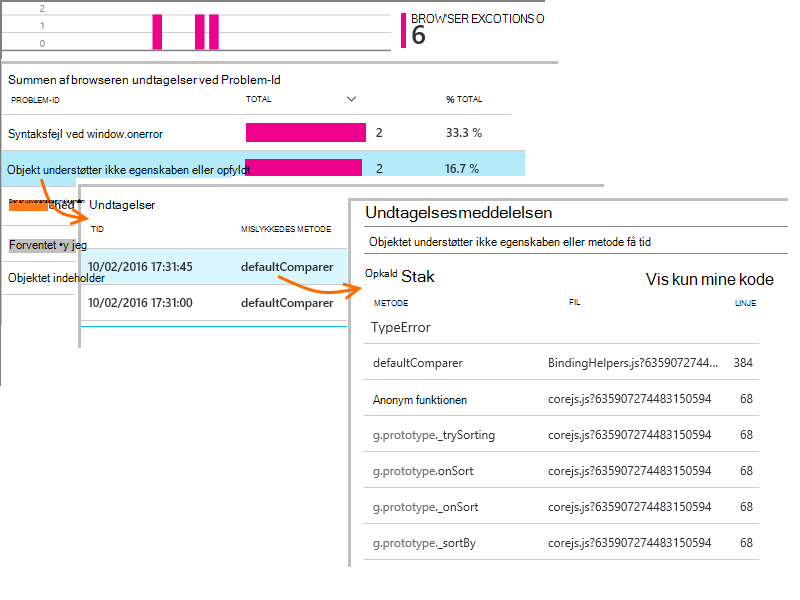 2
1
0
BROWSER EXCOTIONS O
6
Summen af browseren undtagelser ved Problem-Id
PROBLEM-ID TOTAL % TOTAL
Syntaksfejl ved window.onerror 2 33.3 %
Objekt understøtter ikke egenskaben eller opfyldt... 2 16.7 %
ched
Forventet •y jeg
Objektet indeholder
Undtagelser
TID MISLYKKEDES METODE
10/02/2016 17:31:45 defaultComparer
10/02/2016 17:31:00 defaultComparer
Undtagelsesmeddelelsen
Objektet understøtter ikke egenskaben eller metode få tid
Opkald Stak Vis kun mine kode
METODE FIL LINJE
TypeError
defaultComparer BindingHelpers.js?6359072744... 384
Anonym funktionen corejs.js?635907274483150594 68
g.prototype._trySorting corejs.js?635907274483150594 68
g.prototype.onSort corejs.js?635907274483150594 68
g.prototype._onSort corejs.js?635907274483150594 68
g.prototype._sortBy corejs.js?635907274483150594 68